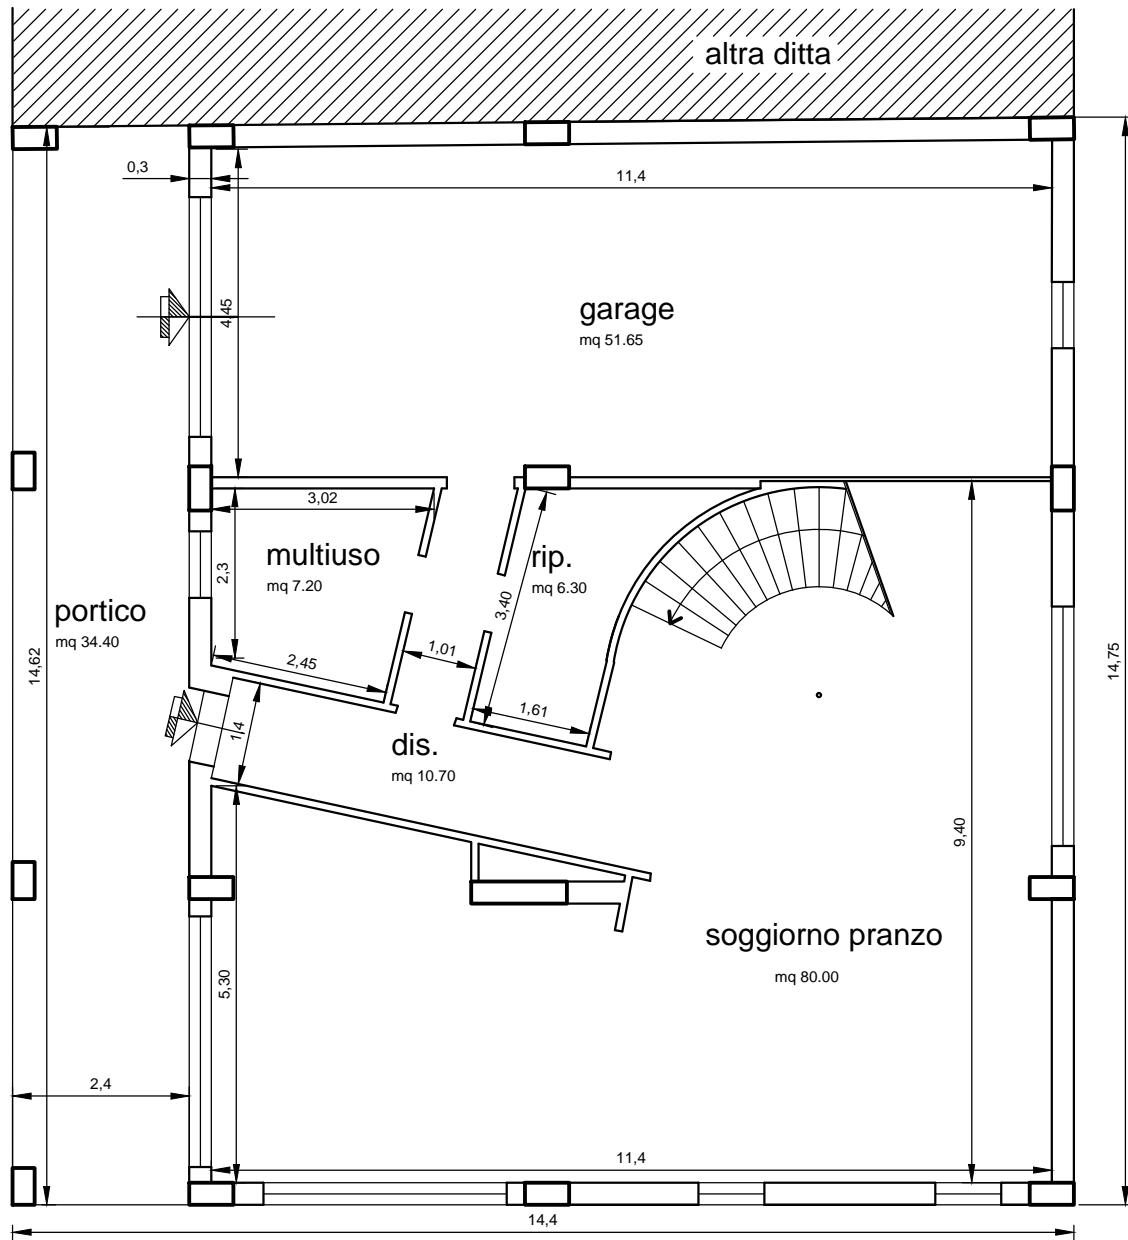 altra ditta
0,3
11,4
4,45
garage
mq 51.65
3,02
multiuso
mq 7.20
2,3
rip.
mq 6.30
3,40
portico
mq 34.40
14,62
14,75
1,01
2,45
1,61
1,4
dis.
mq 10.70
9,40
soggiorno pranzo
mq 80.00
5,30
2,4
11,4
14,4